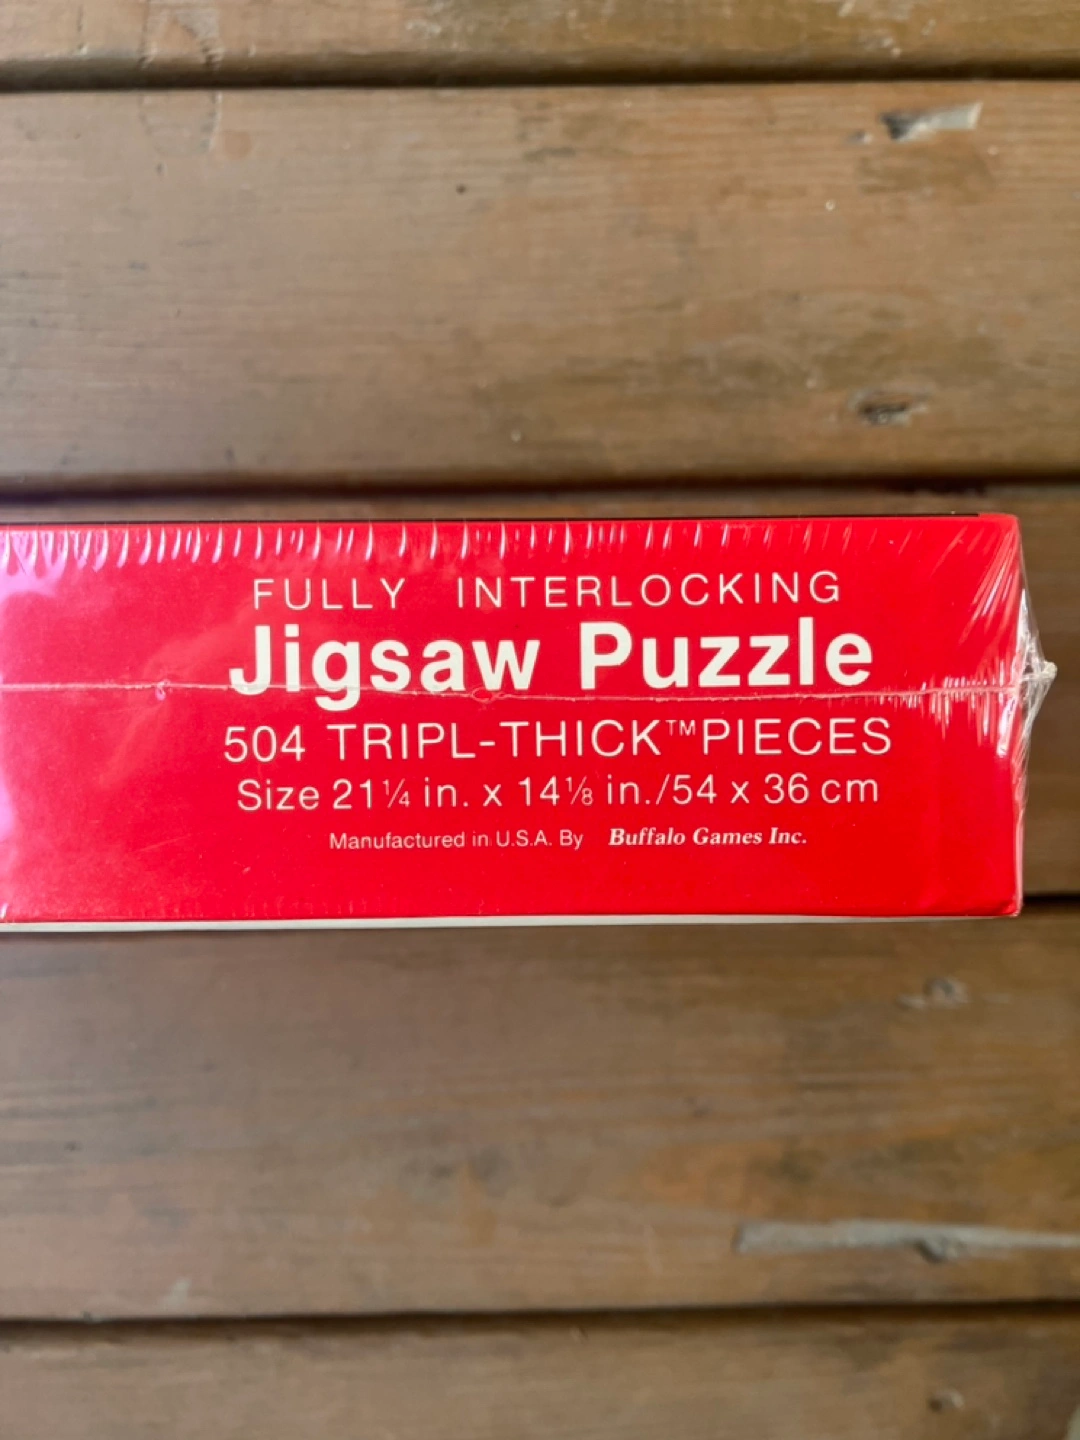 FULLY INTERLOCKING
Jigsaw Puzzle
504 TRIPL-THICK™ PIECES
Size 21¼ in. x 14⅛ in./54 x 36 cm
Manufactured in U.S.A. By Buffalo Games Inc.